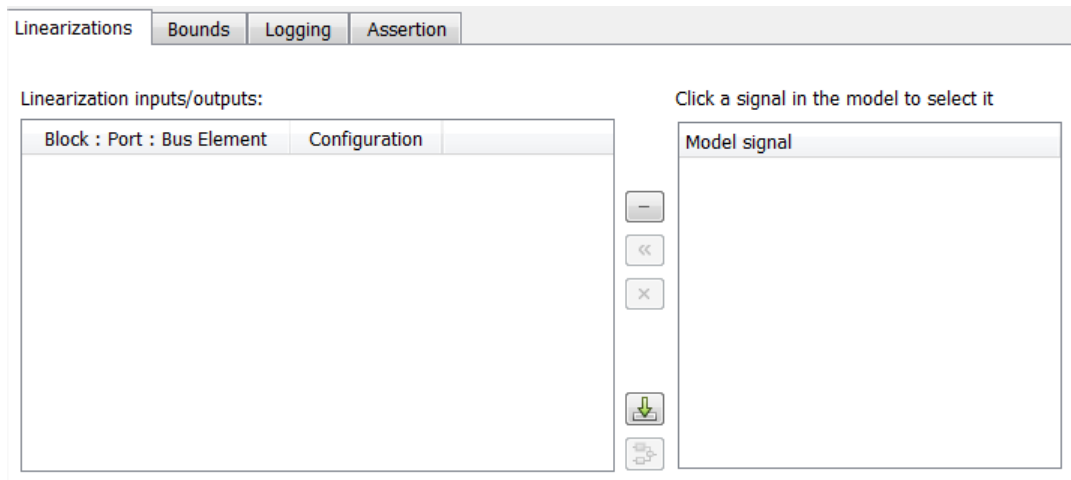 Linearizations Bounds Logging Assertion
Linearization inputs/outputs: Click a signal in the model to select it
Block : Port : Bus Element Configuration Model signal